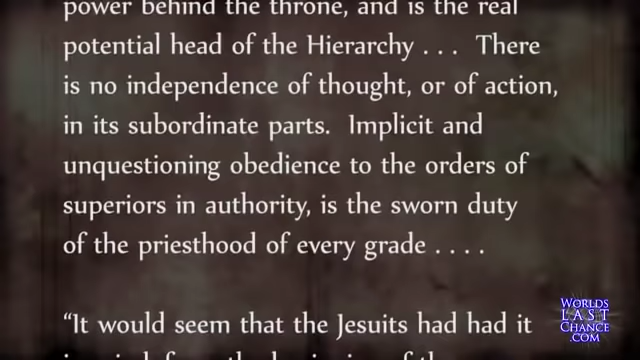 power behind the throne, and is the real
potential head of the Hierarchy . . .  There
is no independence of thought, or of action,
in its subordinate parts.  Implicit and
unquestioning obedience to the orders of
superiors in authority, is the sworn duty
of the priesthood of every grade . . . .
“It would seem that the Jesuits had had it
WORLDS
LAST
CHANCE
.COM